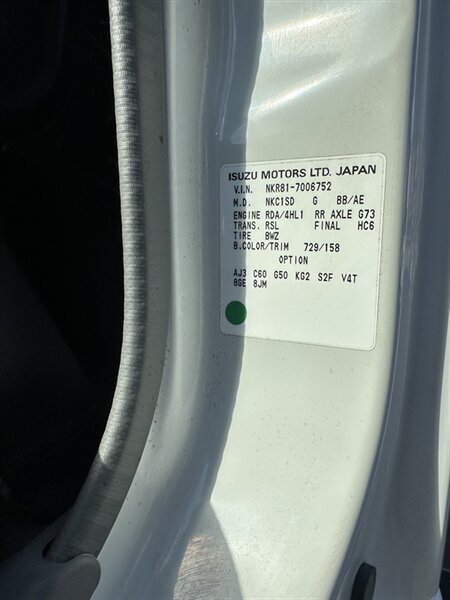 ISUZU MOTORS LTD. JAPAN
V.I.N. NKR81-7006752
M.D. NKC1SD G BB/AE
ENGINE RDA/4HL1 RR AXLE G73
TRANS. RSL FINAL HC6
TIRE BWZ
B.COLOR/TRIM 729/158
OPTION
AJ3 C60 G50 KG2 S2F V4T
8GE 8JM